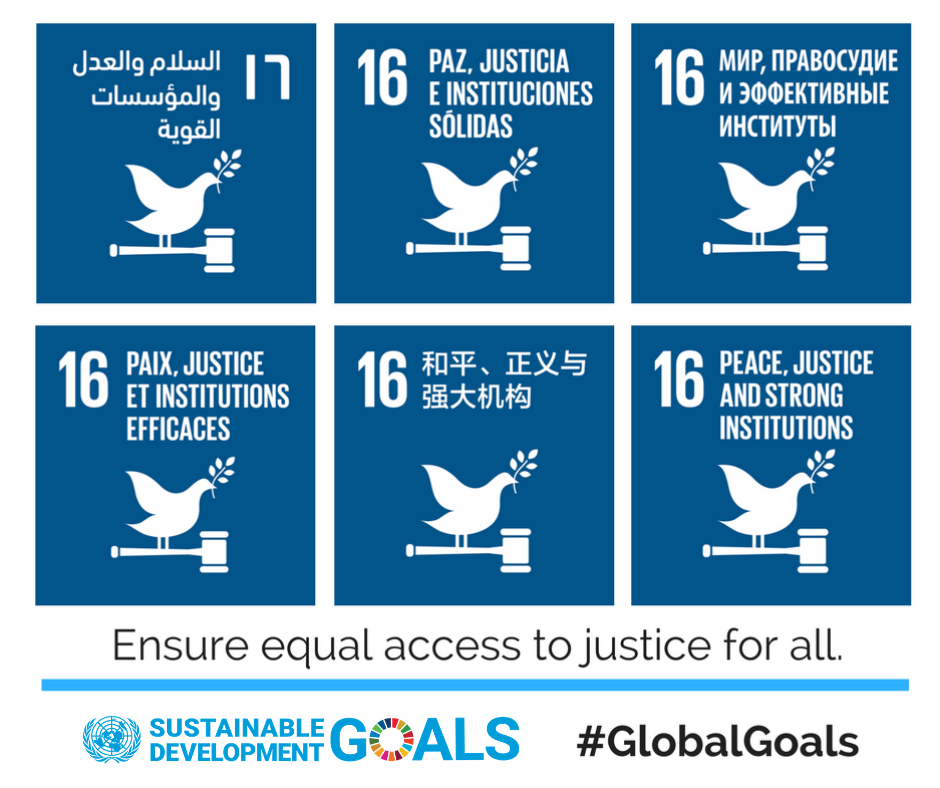 السلام والعدل
والمؤسسات
القوية
١٦
16
PAZ, JUSTICIA
E INSTITUCIONES
SÓLIDAS
16
МИР, ПРАВОСУДИЕ
И ЭФФЕКТИВНЫЕ
ИНСТИТУТЫ
16
PAIX, JUSTICE
ET INSTITUTIONS
EFFICACES
16
和平、正义与
强大机构
16
PEACE, JUSTICE
AND STRONG
INSTITUTIONS
Ensure equal access to justice for all.
SUSTAINABLE
DEVELOPMENT
GOALS
#GlobalGoals